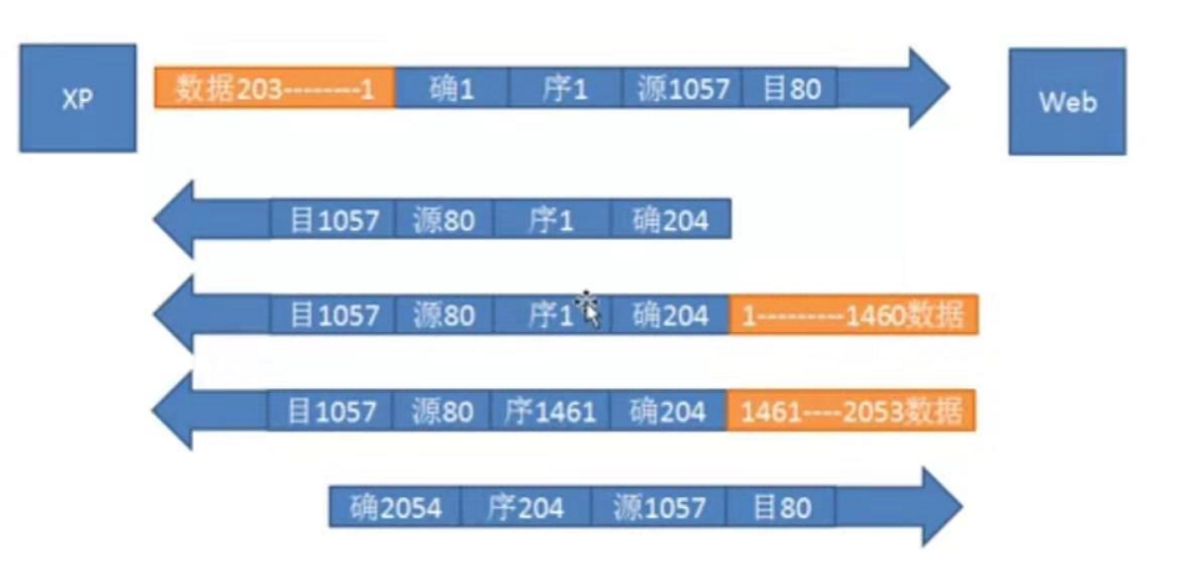 XP
数据203--------1 确1 序1 源1057 目80
Web
目1057 源80 序1 确204
目1057 源80 序1 确204 1---------1460数据
目1057 源80 序1461 确204 1461----2053数据
确2054 序204 源1057 目80